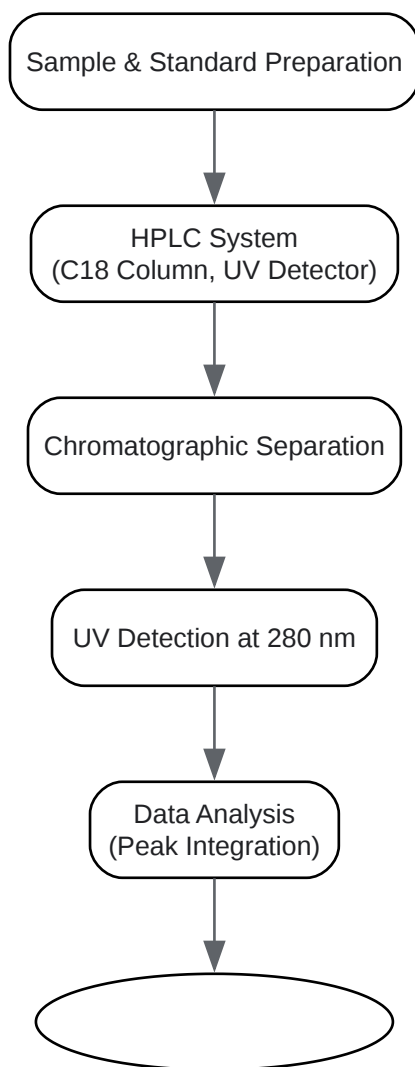 Sample & Standard Preparation
HPLC System
(C18 Column, UV Detector)
Chromatographic Separation
UV Detection at 280 nm
Data Analysis
(Peak Integration)